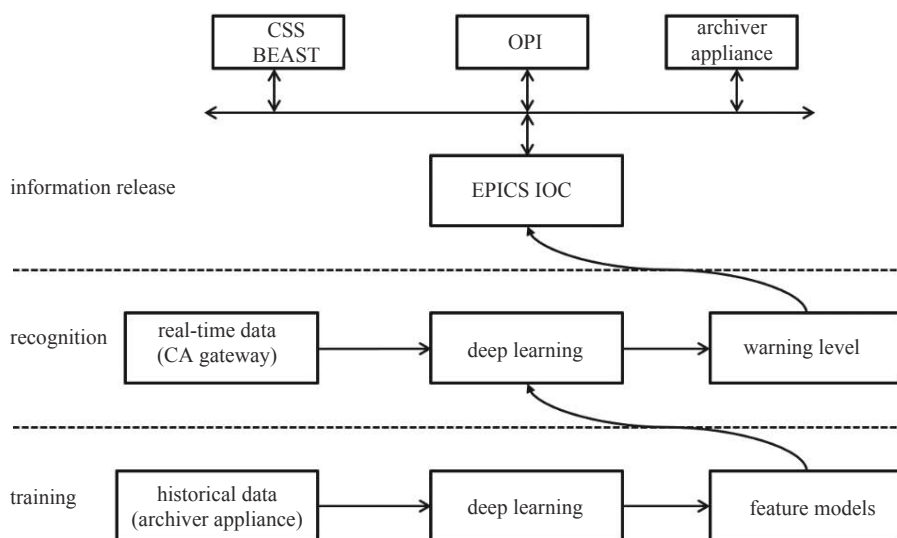 CSS
BEAST
OPI
archiver
appliance
information release
EPICS IOC
recognition
real-time data
(CA gateway)
deep learning
warning level
training
historical data
(archiver appliance)
deep learning
feature models